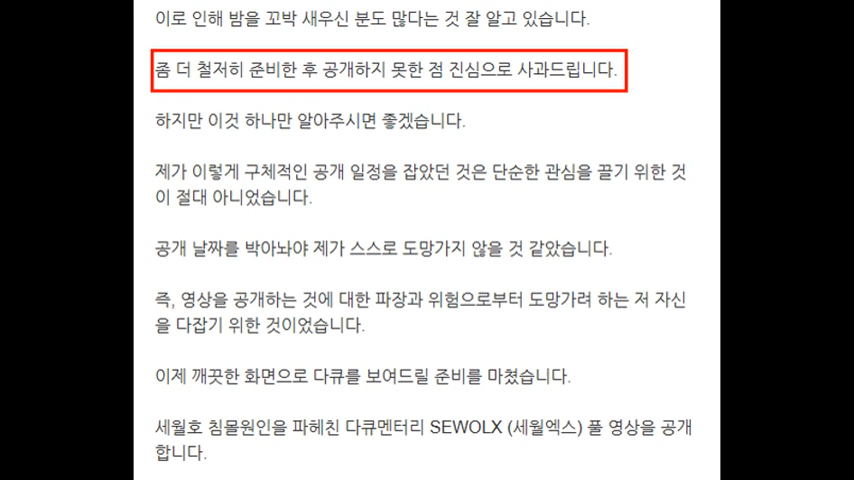 이로 인해 밤을 꼬박 새우신 분도 많다는 것 잘 알고 있습니다.
좀 더 철저히 준비한 후 공개하지 못한 점 진심으로 사과드립니다.
하지만 이것 하나만 알아주시면 좋겠습니다.
제가 이렇게 구체적인 공개 일정을 잡았던 것은 단순한 관심을 끌기 위한 것
이 절대 아니었습니다.
공개 날짜를 박아놔야 제가 스스로 도망가지 않을 것 같았습니다.
즉, 영상을 공개하는 것에 대한 파장과 위험으로부터 도망가려 하는 저 자신
을 다잡기 위한 것이었습니다.
이제 깨끗한 화면으로 다큐를 보여드릴 준비를 마쳤습니다.
세월호 침몰원인을 파헤친 다큐멘터리 SEWOLX (세월엑스) 풀 영상을 공개
합니다.